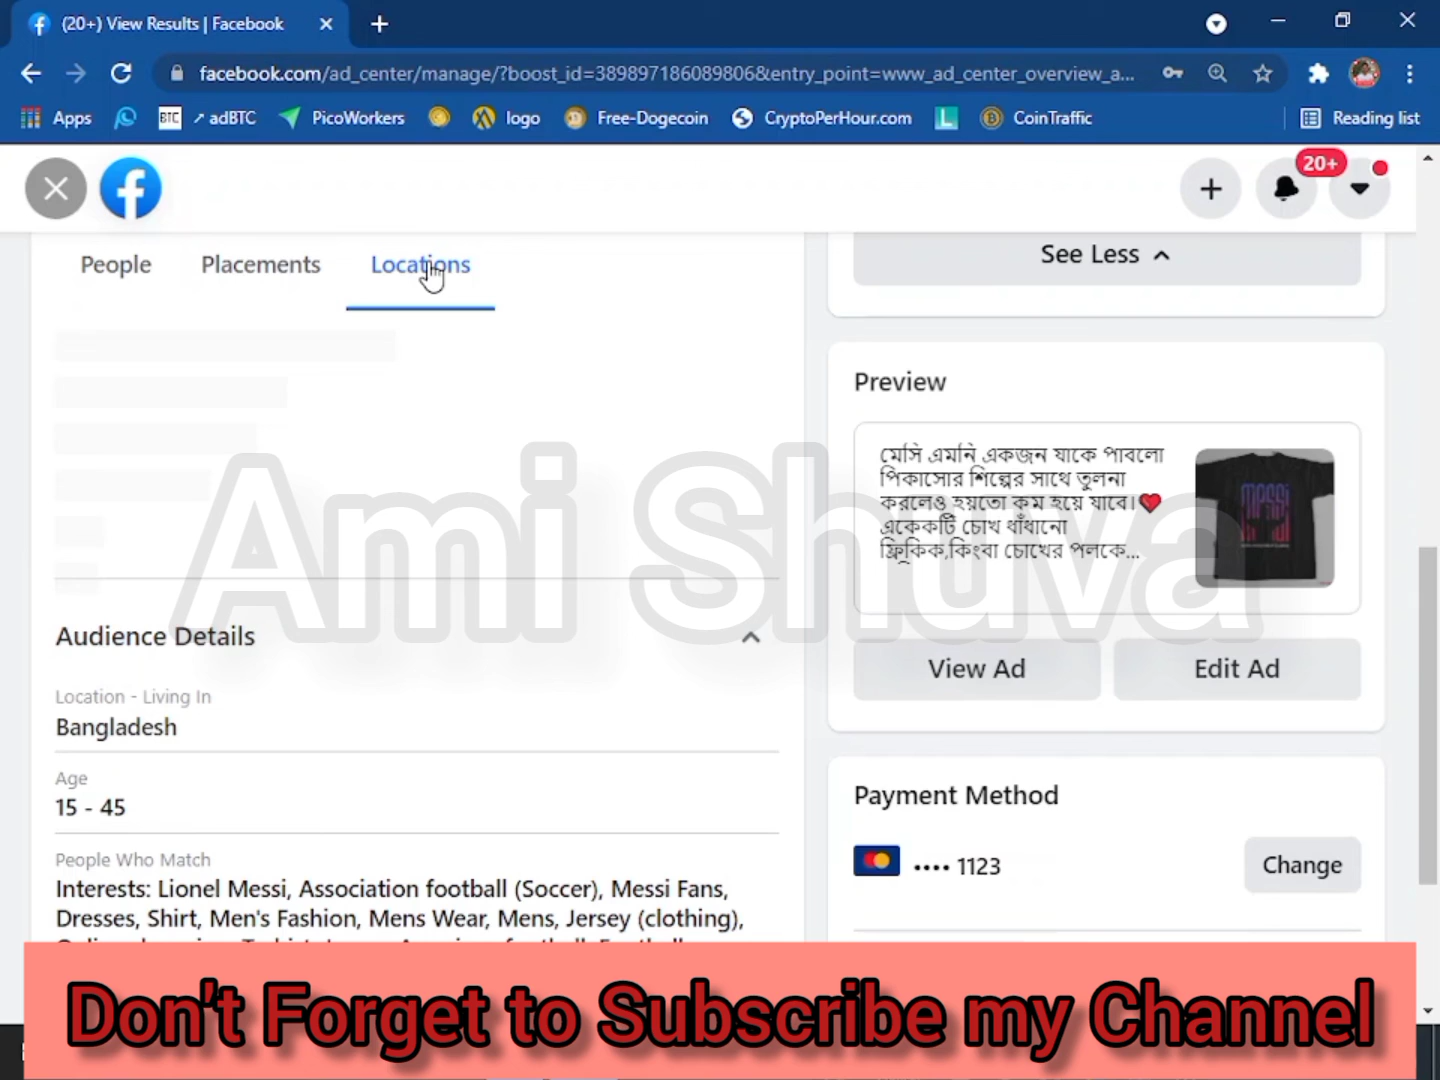 (20+) View Results | Facebook
facebook.com/ad_center/manage/?boost_id=389897186089806&entry_point=www_ad_center_overview_a...
Apps
BTC
adBTC
PicoWorkers
logo
Free-Dogecoin
CryptoPerHour.com
L
CoinTraffic
Reading list
20+
People
Placements
Locations
See Less
Preview
মেসি এমনি একজন যাকে পাবলো
পিকাসোর শিল্পের সাথে তুলনা
করলেও হয়তো কম হয়ে যাবে।❤
একেকটি চোখ ধাঁধানো
ফ্রিকিক,কিংবা চোখের পলকে...
MESSI
Ami Shuva
Audience Details
View Ad
Edit Ad
Location - Living In
Bangladesh
Age
15 - 45
Payment Method
•••• 1123
Change
People Who Match
Interests: Lionel Messi, Association football (Soccer), Messi Fans,
Dresses, Shirt, Men's Fashion, Mens Wear, Mens, Jersey (clothing),
Don't Forget to Subscribe my Channel